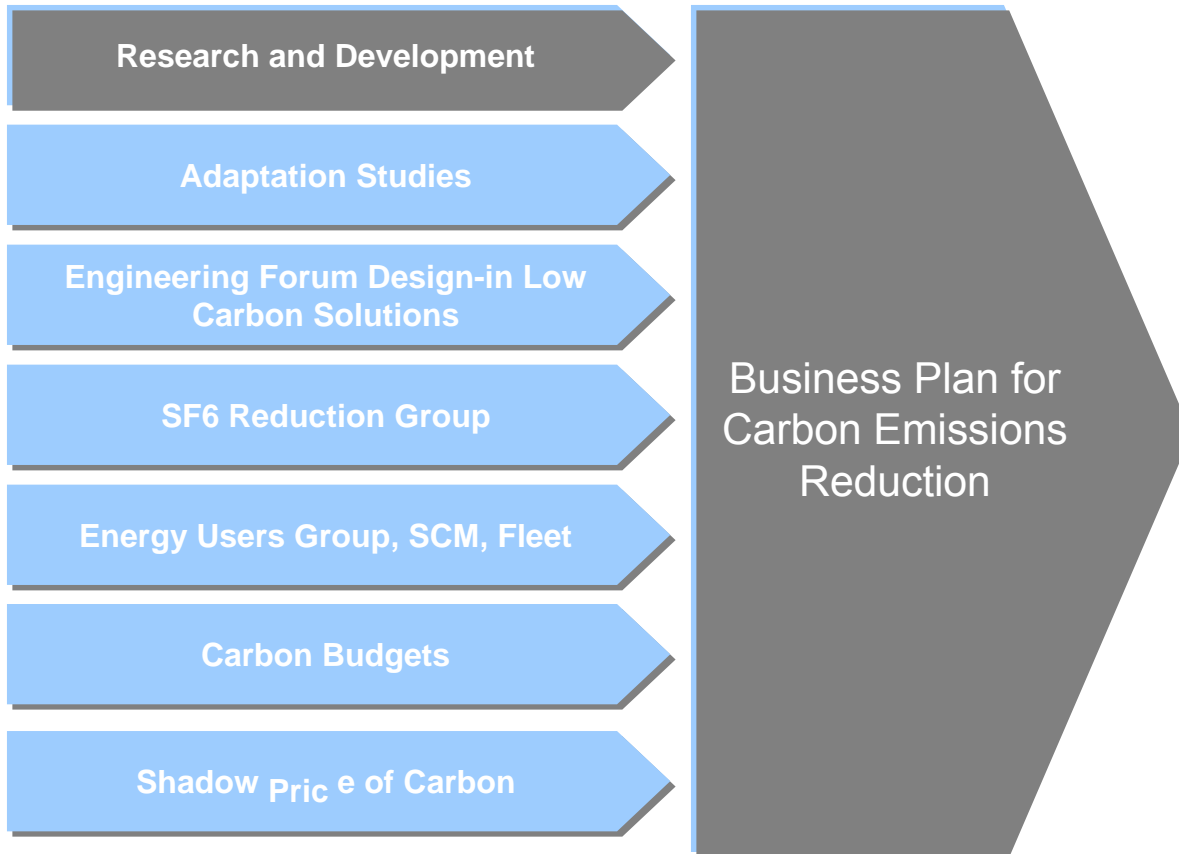 Research and Development
Adaptation Studies
Engineering Forum Design-in Low
Carbon Solutions
SF6 Reduction Group
Energy Users Group, SCM, Fleet
Carbon Budgets
Shadow Pric e of Carbon
Business Plan for
Carbon Emissions
Reduction